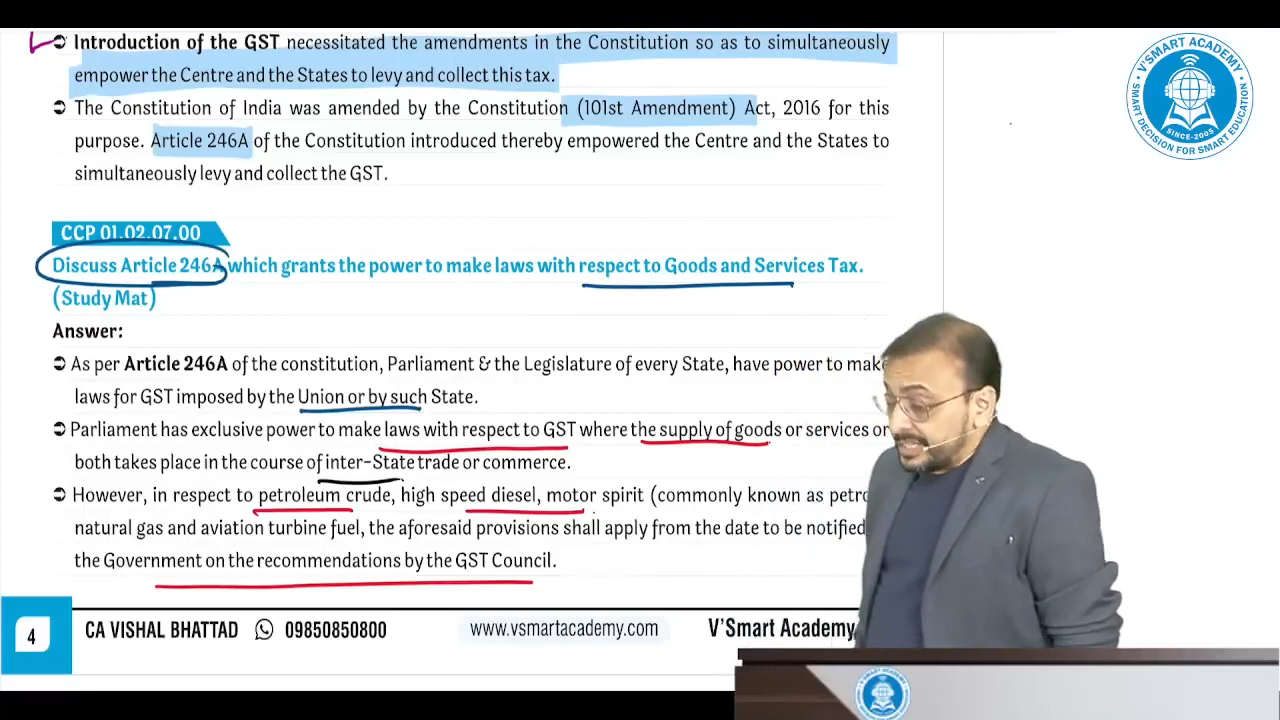 ➲ Introduction of the GST necessitated the amendments in the Constitution so as to simultaneously
empower the Centre and the States to levy and collect this tax.
➲ The Constitution of India was amended by the Constitution (101st Amendment) Act, 2016 for this
purpose. Article 246A of the Constitution introduced thereby empowered the Centre and the States to
simultaneously levy and collect the GST.
CCP 01.02.07.00
Discuss Article 246A which grants the power to make laws with respect to Goods and Services Tax.
(Study Mat)
Answer:
➲ As per Article 246A of the constitution, Parliament & the Legislature of every State, have power to make
laws for GST imposed by the Union or by such State.
➲ Parliament has exclusive power to make laws with respect to GST where the supply of goods or services or
both takes place in the course of inter-State trade or commerce.
➲ However, in respect to petroleum crude, high speed diesel, motor spirit (commonly known as petro
natural gas and aviation turbine fuel, the aforesaid provisions shall apply from the date to be notified
the Government on the recommendations by the GST Council.
4
CA VISHAL BHATTAD 09850850800 www.vsmartacademy.com V'Smart Academy
V'SMART ACADEMY
SINCE-2005
SMART DECISION FOR SMART EDUCATION